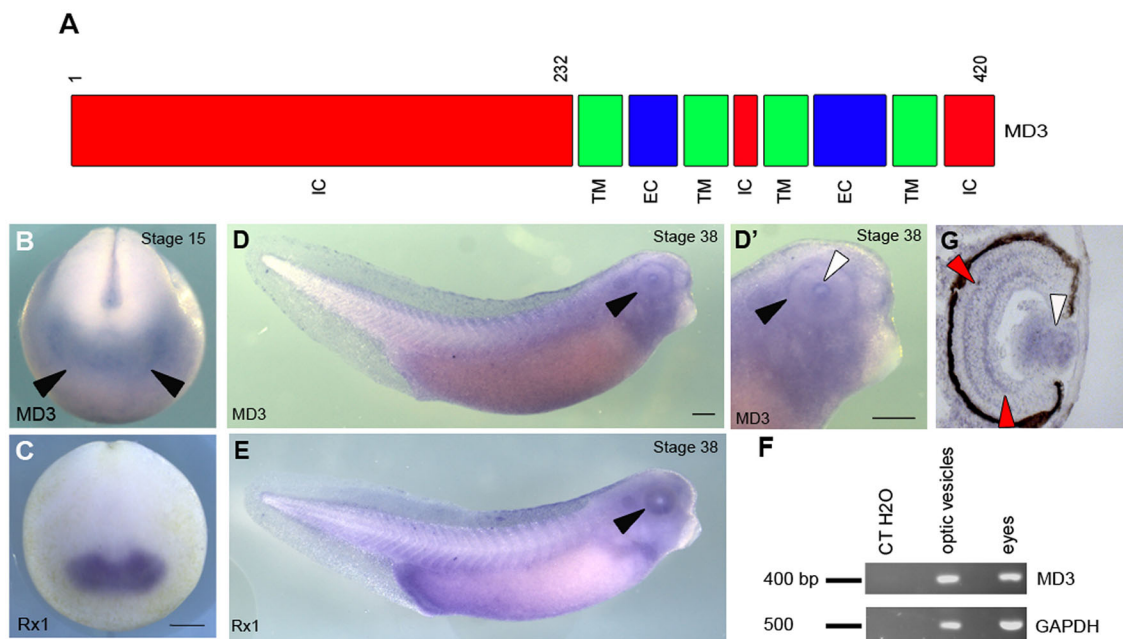 A
1
232
420
MD3
IC
TM
EC
TM
IC
TM
EC
TM
IC
B
Stage 15
MD3
C
Rx1
D
Stage 38
MD3
D'
Stage 38
MD3
E
Stage 38
Rx1
G
F
CT H2O
optic vesicles
eyes
400 bp
MD3
500
GAPDH